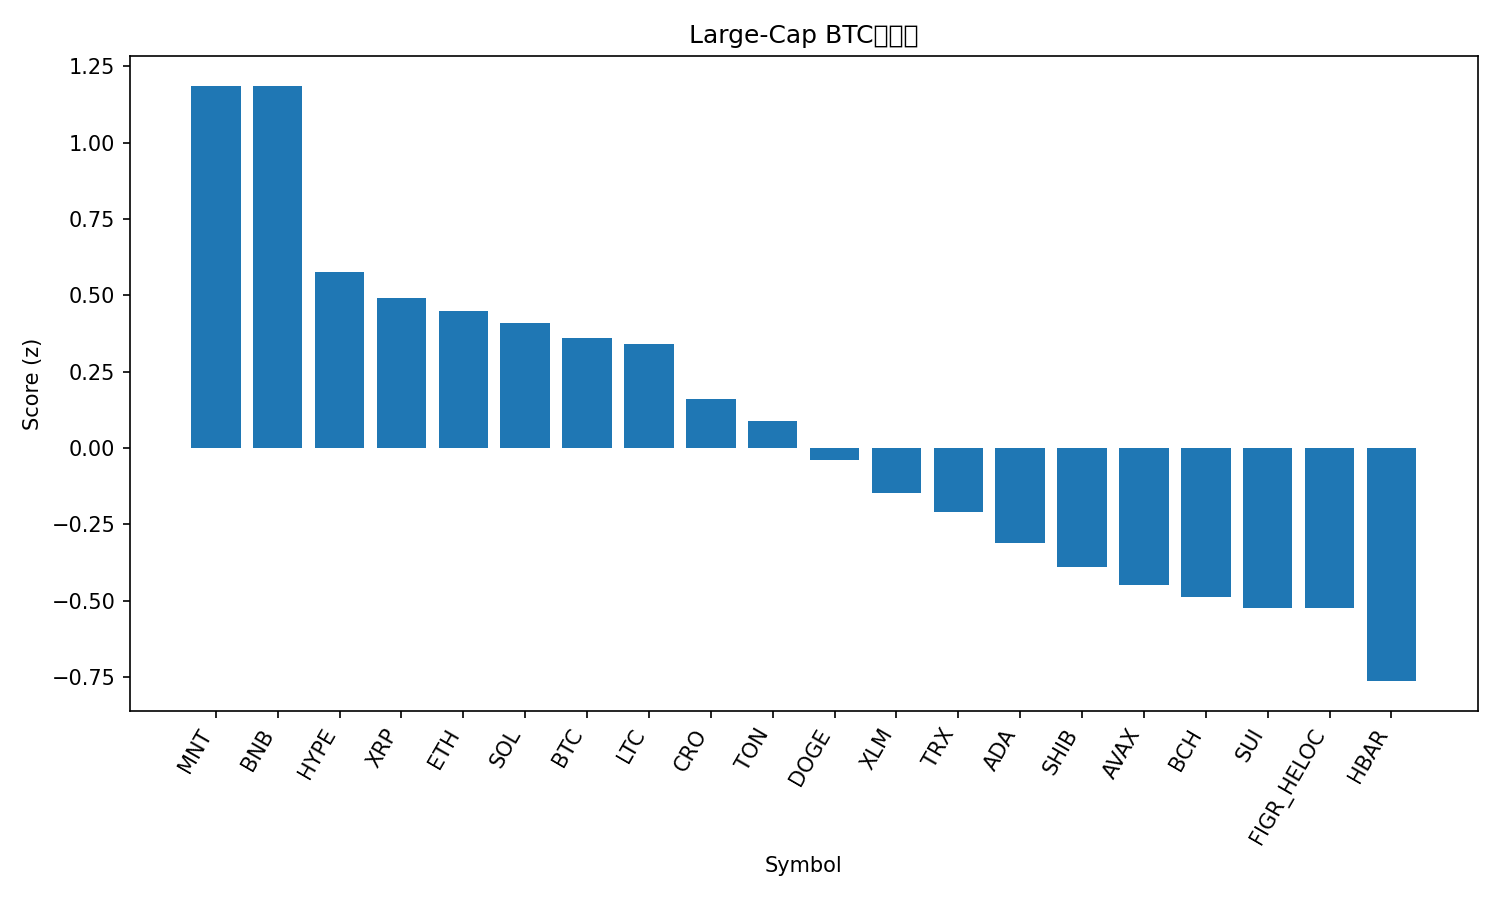 Large-Cap BTC
1.25
1.00
0.75
0.50
0.25
0.00
−0.25
−0.50
−0.75
Score (z)
MNT
BNB
HYPE
XRP
ETH
SOL
BTC
LTC
CRO
TON
DOGE
XLM
TRX
ADA
SHIB
AVAX
BCH
SUI
FIGR_HELOC
HBAR
Symbol